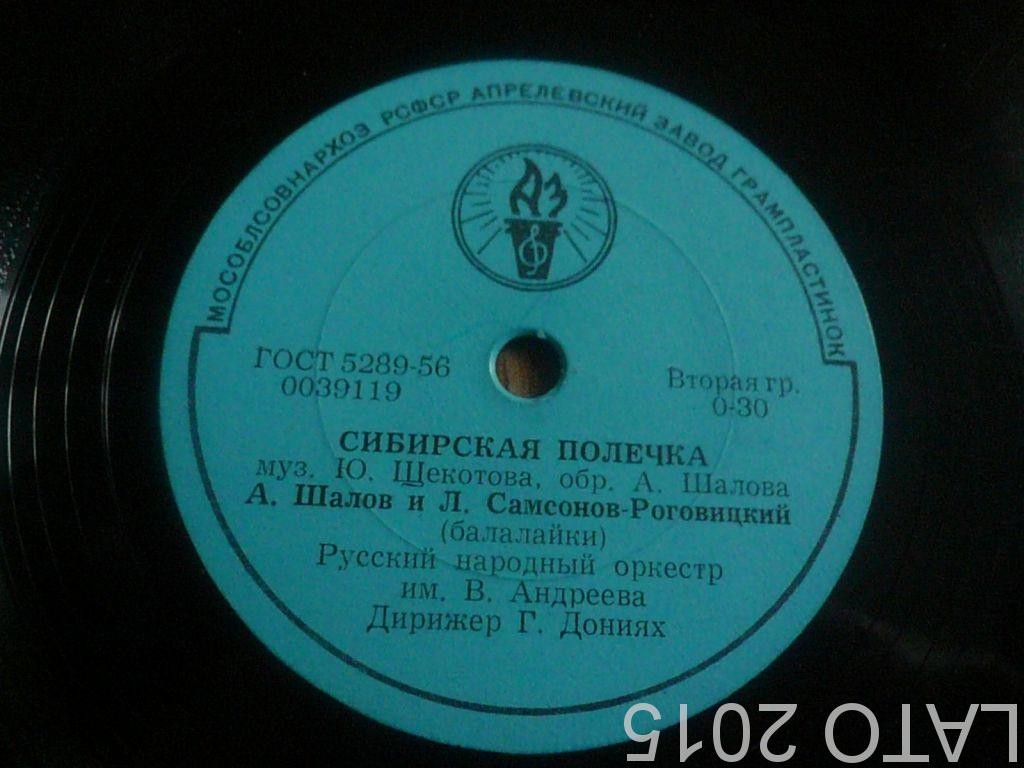 МОСОБЛСОВНАРХОЗ РСФСР АПРЕЛЕВСКИЙ ЗАВОД ГРАМПЛАСТИНОК
АЗ
ГОСТ 5289-56
0039119
Вторая гр.
0-30
СИБИРСКАЯ ПОЛЕЧКА
муз. Ю. Щекотова, обр. А. Шалова
А. Шалов и Л. Самсонов-Роговицкий
(балалайки)
Русский народный оркестр
им. В. Андреева
Дирижер Г. Дониях
LATO 2015